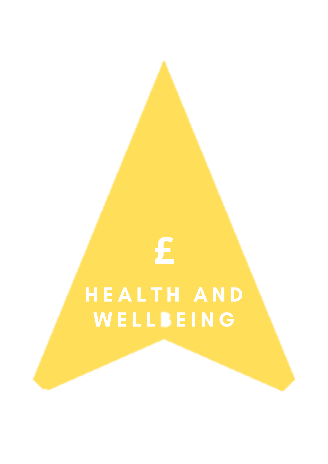 £
HEALTH AND
WELLBEING